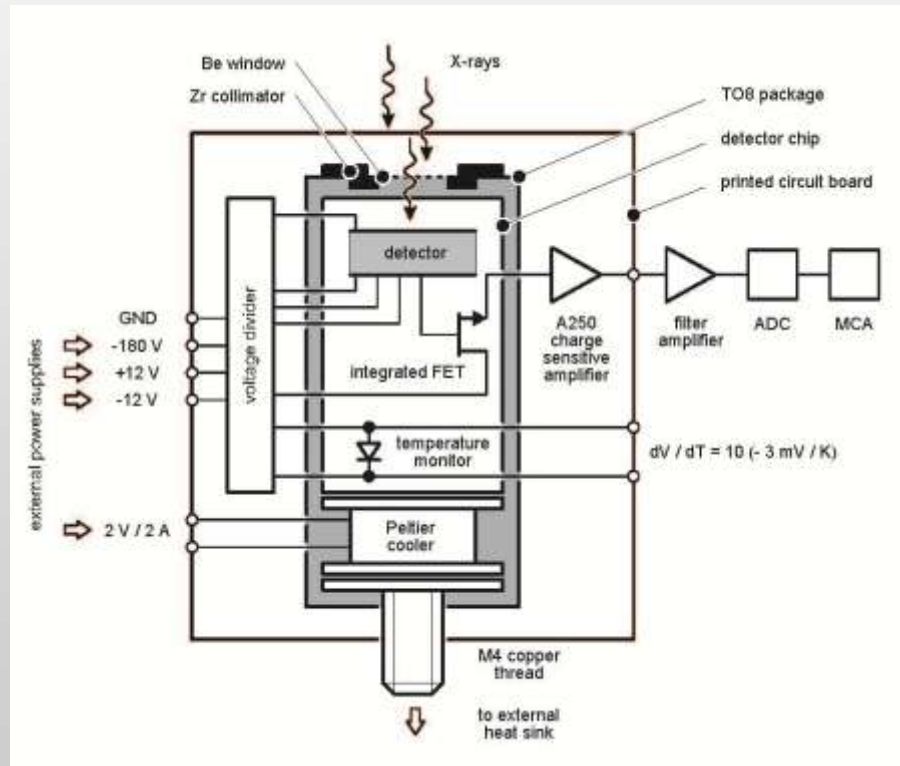 Be window
X-rays
Zr collimator
TO8 package
detector chip
printed circuit board
detector
voltage divider
GND
-180 V
+12 V
-12 V
external power supplies
integrated FET
A250
charge
sensitive
amplifier
filter
amplifier
ADC
MCA
temperature
monitor
dV / dT = 10 (- 3 mV / K)
2 V / 2 A
Peltier
cooler
M4 copper
thread
to external
heat sink